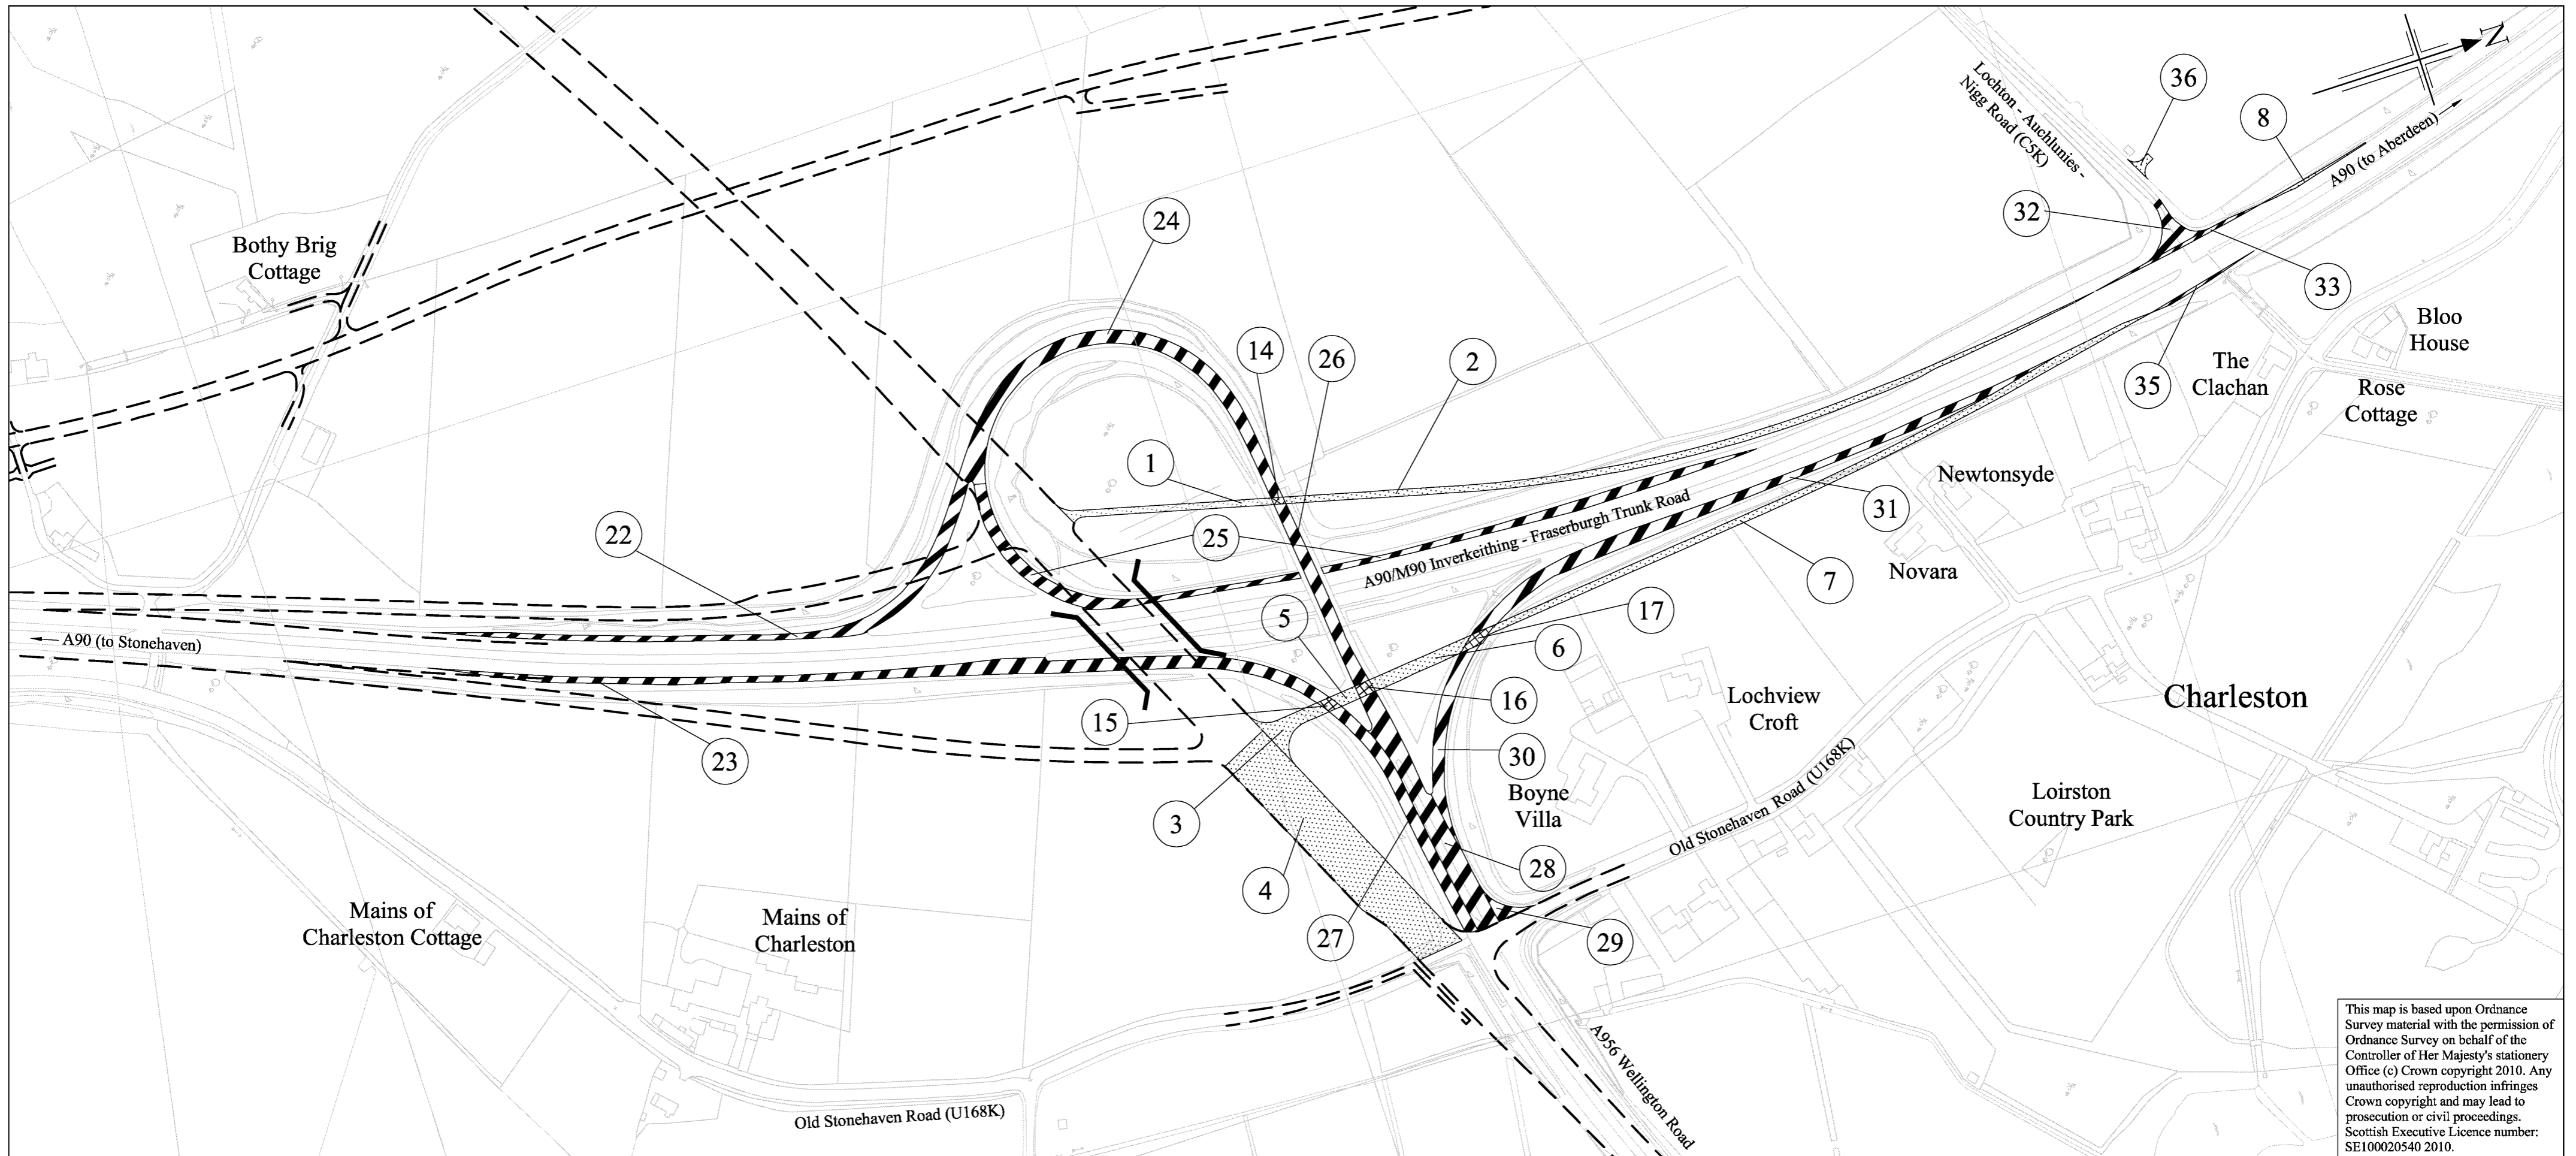 N
36
Lochton - Auchlunies -
Nigg Road (C5K)
8
A90 (to Aberdeen)
32
24
Bothy Brig
Cottage
33
Bloo
House
14
26
2
The
Clachan
35
Rose
Cottage
1
Newtonsyde
31
22
25
A90/M90 Inverkeithing - Fraserburgh Trunk Road
Novara
7
17
5
6
A90 (to Stonehaven)
16
Lochview
Croft
Charleston
15
23
30
Boyne
Villa
Old Stonehaven Road (U168K)
Loirston
Country Park
3
28
4
Mains of
Charleston Cottage
Mains of
Charleston
27
29
A956 Wellington Road
Old Stonehaven Road (U168K)
This map is based upon Ordnance
Survey material with the permission of
Ordnance Survey on behalf of the
Controller of Her Majesty's stationery
Office (c) Crown copyright 2010. Any
unauthorised reproduction infringes
Crown copyright and may lead to
prosecution or civil proceedings.
Scottish Executive Licence number:
SE100020540 2010.